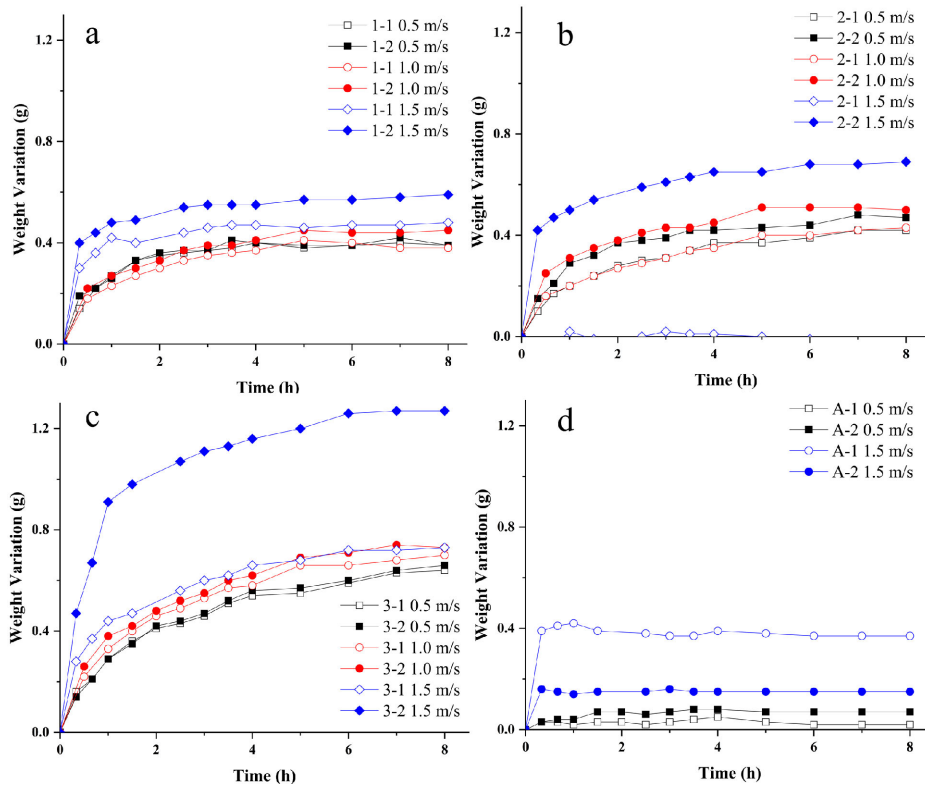 a
1-1 0.5 m/s
1-2 0.5 m/s
1-1 1.0 m/s
1-2 1.0 m/s
1-1 1.5 m/s
1-2 1.5 m/s
Weight Variation (g)
1.2
0.8
0.4
0.0
0 2 4 6 8
Time (h)
b
2-1 0.5 m/s
2-2 0.5 m/s
2-1 1.0 m/s
2-2 1.0 m/s
2-1 1.5 m/s
2-2 1.5 m/s
Weight Variation (g)
1.2
0.8
0.4
0.0
0 2 4 6 8
Time (h)
c
3-1 0.5 m/s
3-2 0.5 m/s
3-1 1.0 m/s
3-2 1.0 m/s
3-1 1.5 m/s
3-2 1.5 m/s
Weight Variation (g)
1.2
0.8
0.4
0.0
0 2 4 6 8
Time (h)
d
A-1 0.5 m/s
A-2 0.5 m/s
A-1 1.5 m/s
A-2 1.5 m/s
Weight Variation (g)
1.2
0.8
0.4
0.0
0 2 4 6 8
Time (h)